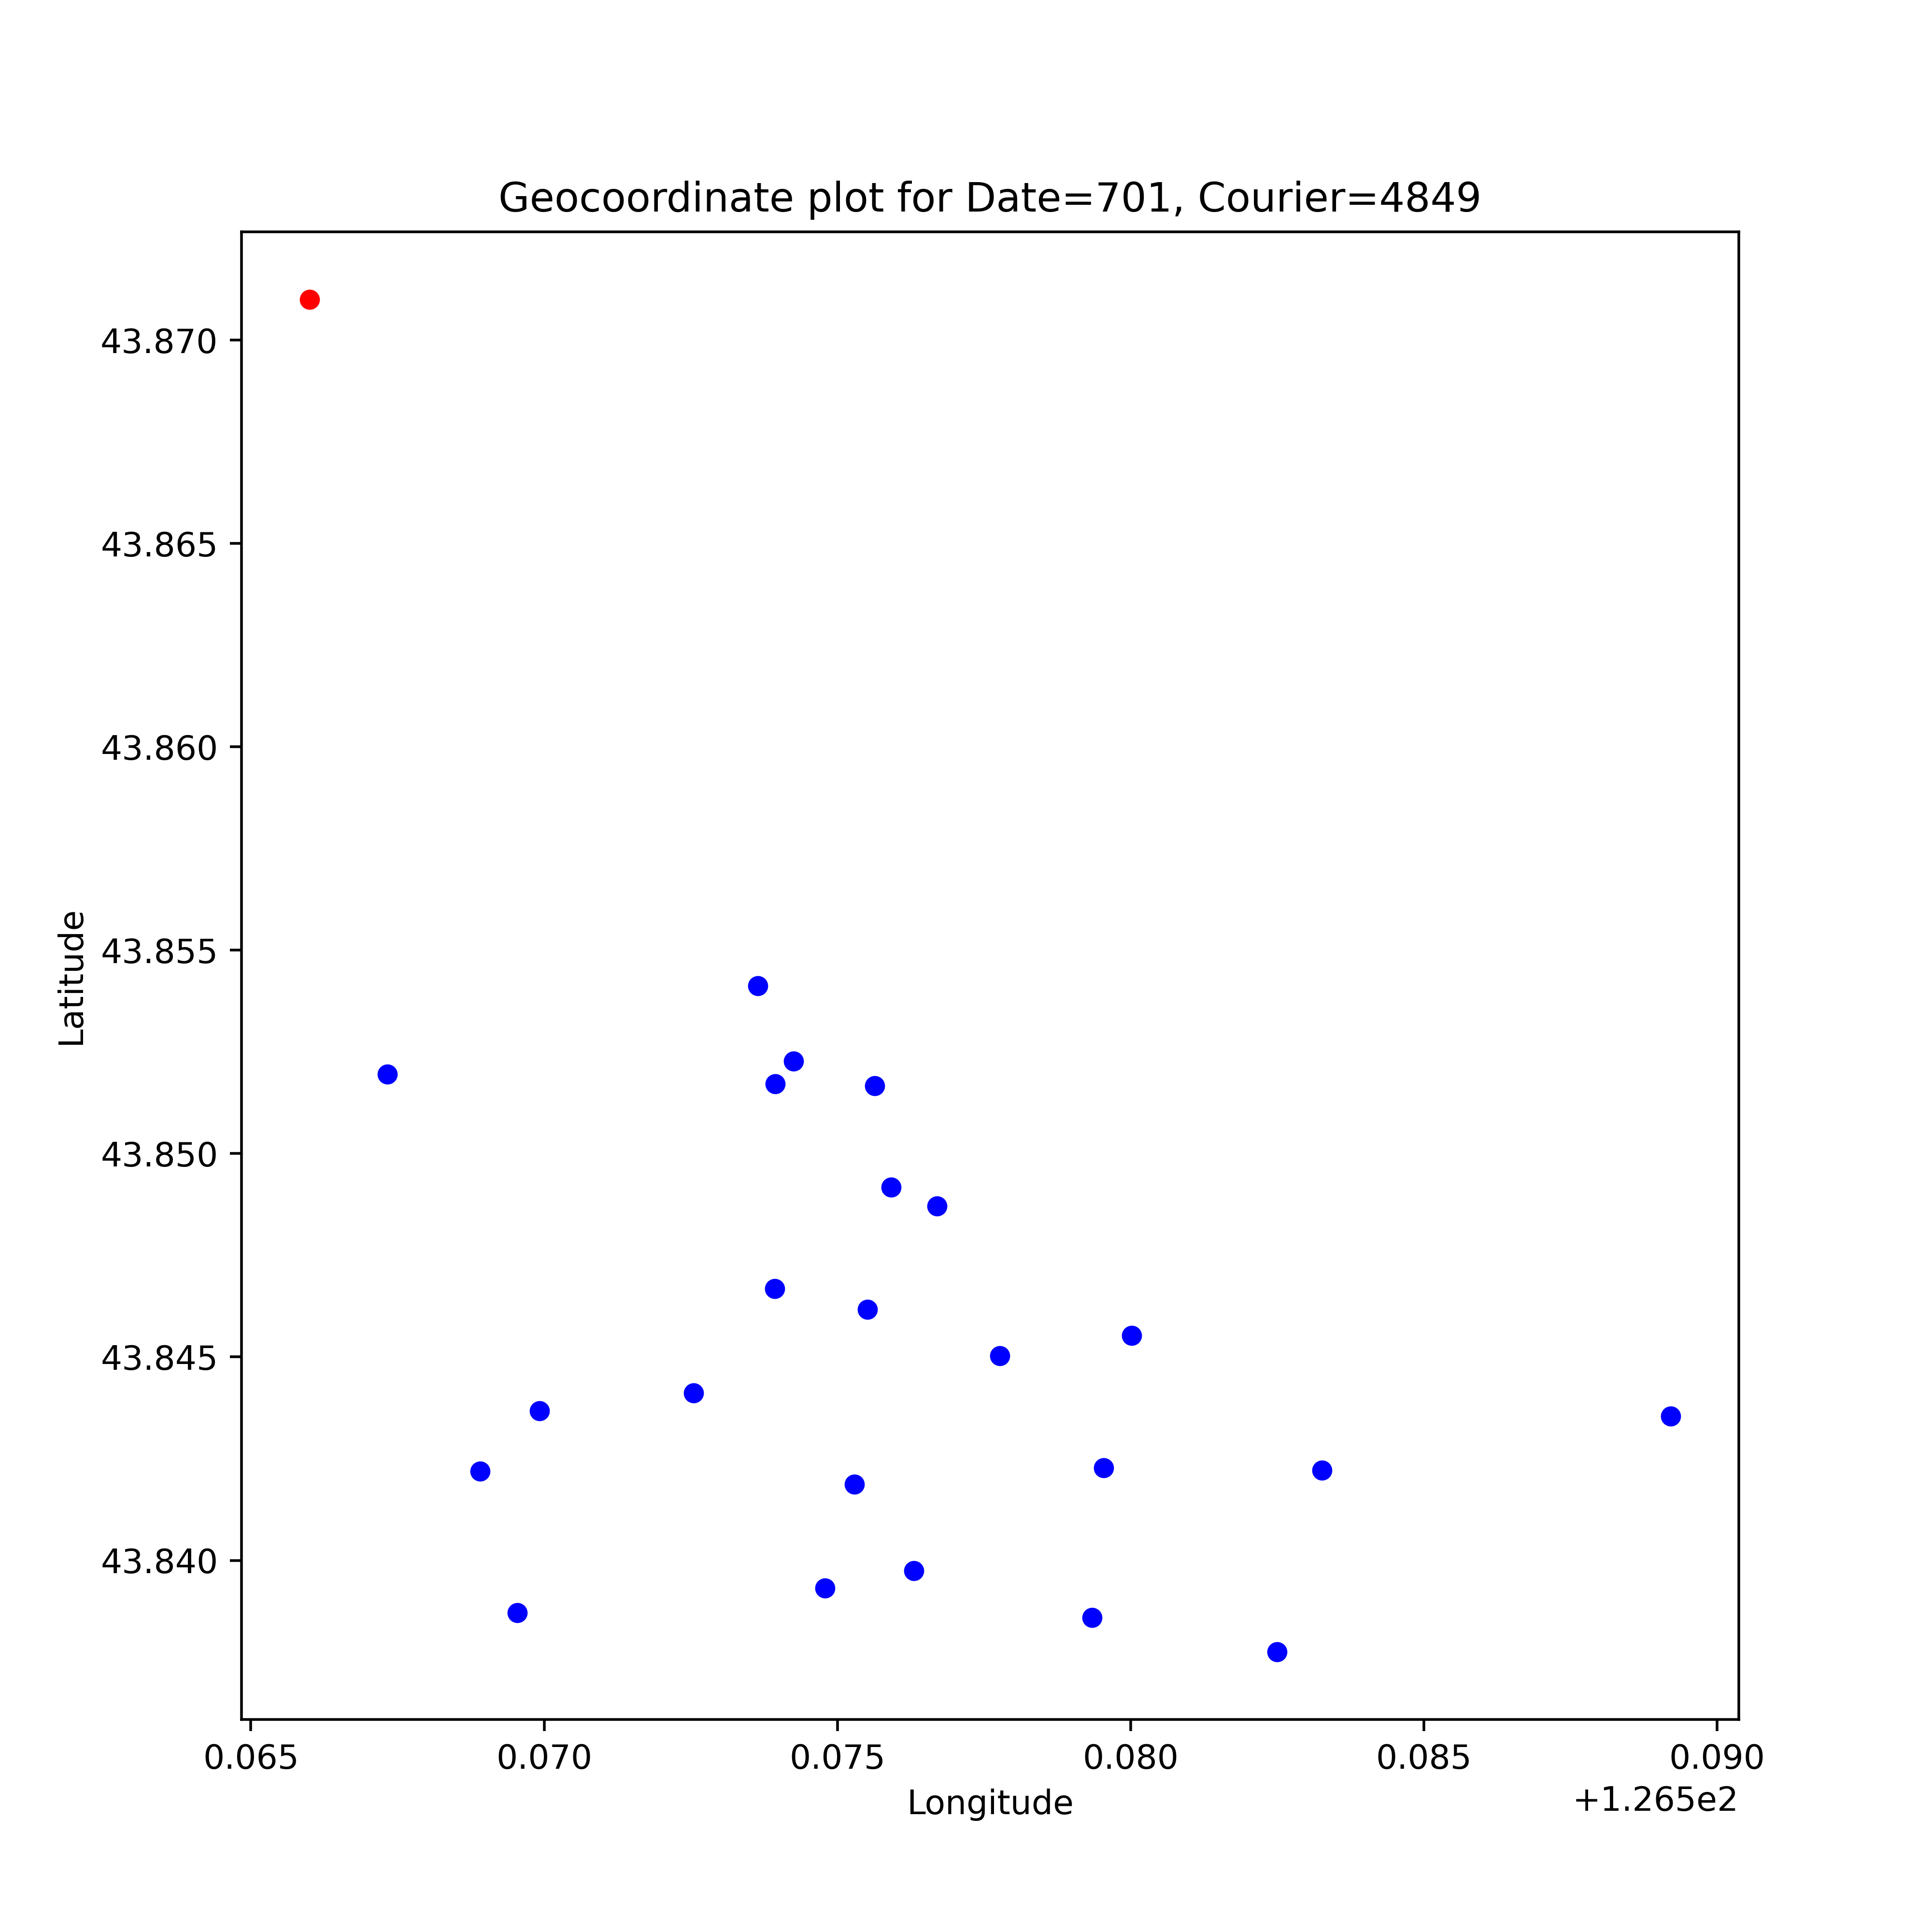 Geocoordinate plot for Date=701, Courier=4849
43.870
43.865
43.860
43.855
43.850
43.845
43.840
Latitude
0.065 0.070 0.075 0.080 0.085 0.090
Longitude
+1.265e2